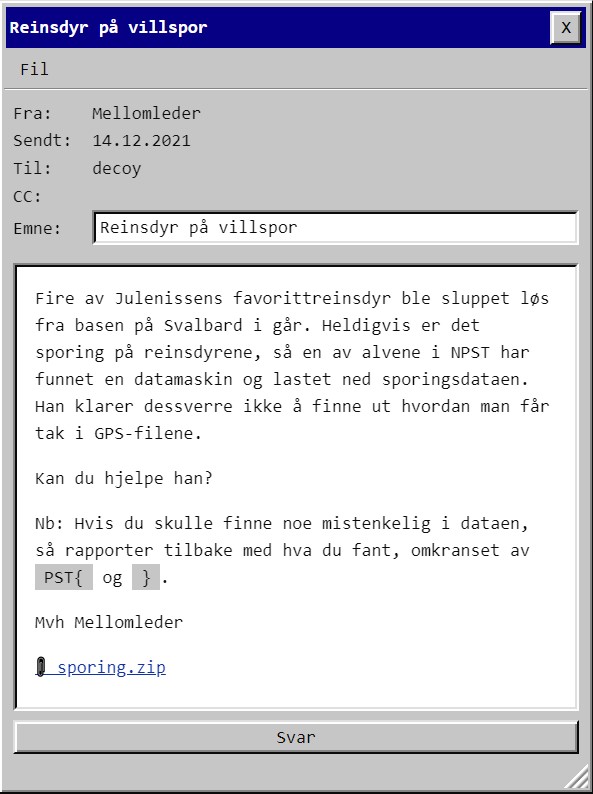 Reinsdyr på villspor X
Fil
Fra: Mellomleder
Sendt: 14.12.2021
Til: decoy
CC:
Emne: Reinsdyr på villspor
Fire av Julenissens favorittreinsdyr ble sluppet løs
fra basen på Svalbard i går. Heldigvis er det
sporing på reinsdyrene, så en av alvene i NPST har
funnet en datamaskin og lastet ned sporingsdataen.
Han klarer dessverre ikke å finne ut hvordan man får
tak i GPS-filene.
Kan du hjelpe han?
Nb: Hvis du skulle finne noe mistenkelig i dataen,
så rapporter tilbake med hva du fant, omkranset av
PST{ og }.
Mvh Mellomleder
sporing.zip
Svar